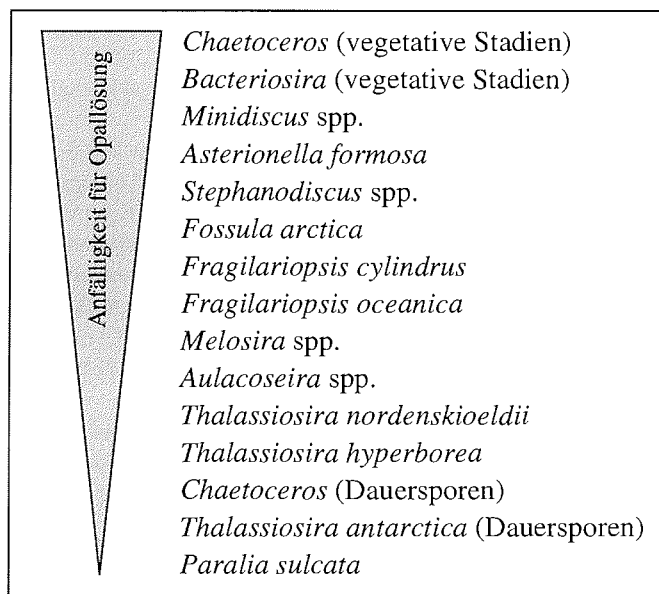 Anfälligkeit für Opallösung
Chaetoceros (vegetative Stadien)
Bacteriosira (vegetative Stadien)
Minidiscus spp.
Asterionella formosa
Stephanodiscus spp.
Fossula arctica
Fragilariopsis cylindrus
Fragilariopsis oceanica
Melosira spp.
Aulacoseira spp.
Thalassiosira nordenskioeldii
Thalassiosira hyperborea
Chaetoceros (Dauersporen)
Thalassiosira antarctica (Dauersporen)
Paralia sulcata